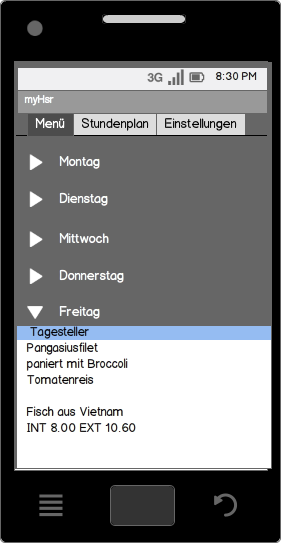 3G 8:30 PM
myHsr
Menü Stundenplan Einstellungen
Montag
Dienstag
Mittwoch
Donnerstag
Freitag
Tagesteller
Pangasiusfilet
paniert mit Broccoli
Tomatenreis
Fisch aus Vietnam
INT 8.00 EXT 10.60